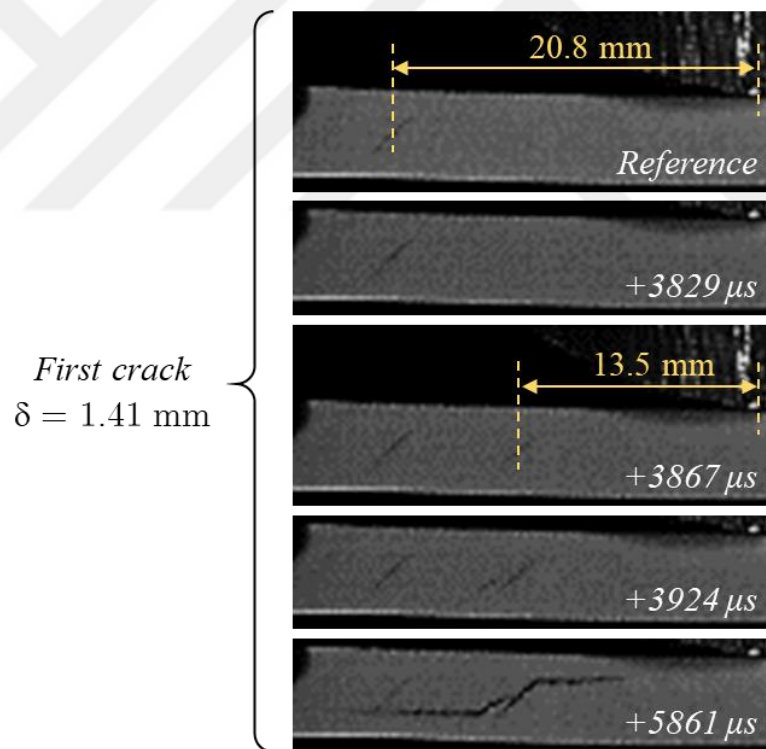 20.8 mm
Reference
+3829 μs
First crack
δ = 1.41 mm
13.5 mm
+3867 μs
+3924 μs
+5861 μs